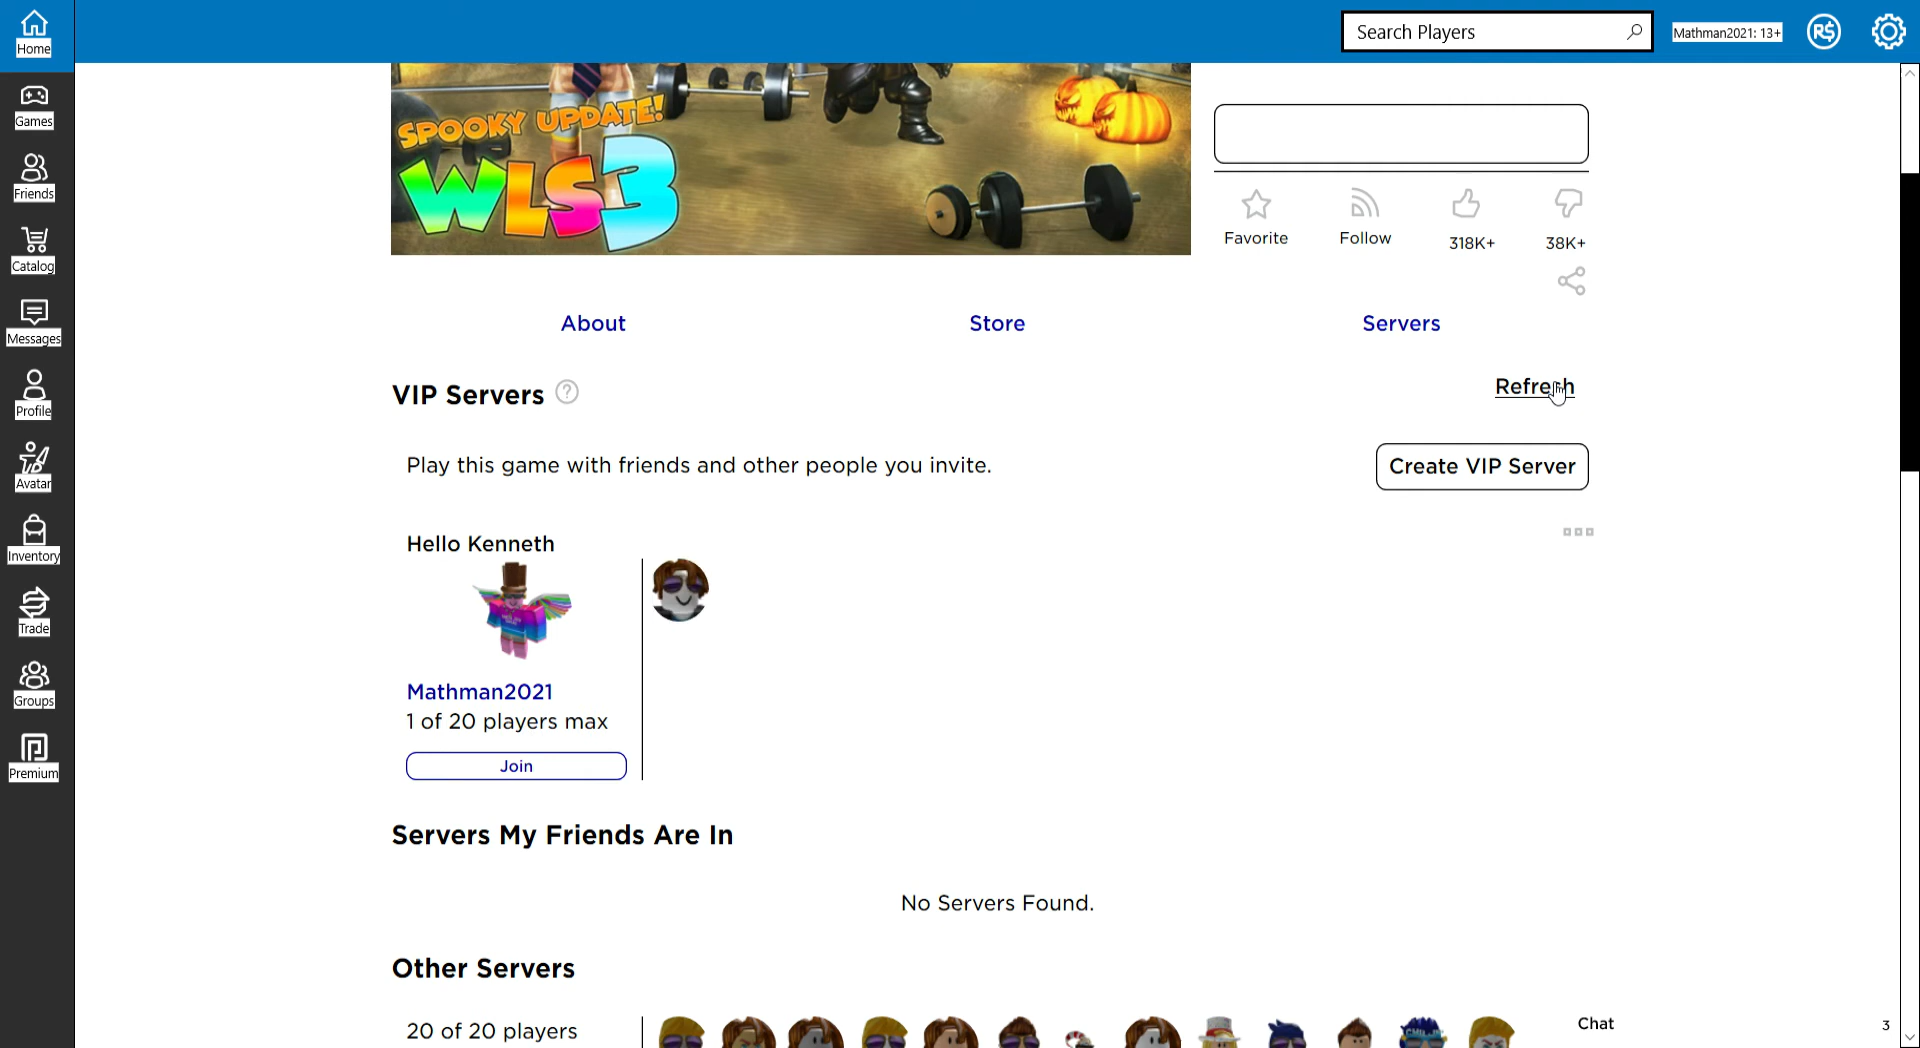 Home
Search Players
Mathman2021: 13+
R$
Games
Friends
Catalog
Messages
Profile
Avatar
Inventory
Trade
Groups
Premium
SPOOKY UPDATE!
WLS3
Favorite
Follow
318K+
38K+
About
Store
Servers
VIP Servers ?
Refresh
Play this game with friends and other people you invite.
Create VIP Server
Hello Kenneth
Mathman2021
1 of 20 players max
Join
Servers My Friends Are In
No Servers Found.
Other Servers
20 of 20 players
Chat
3